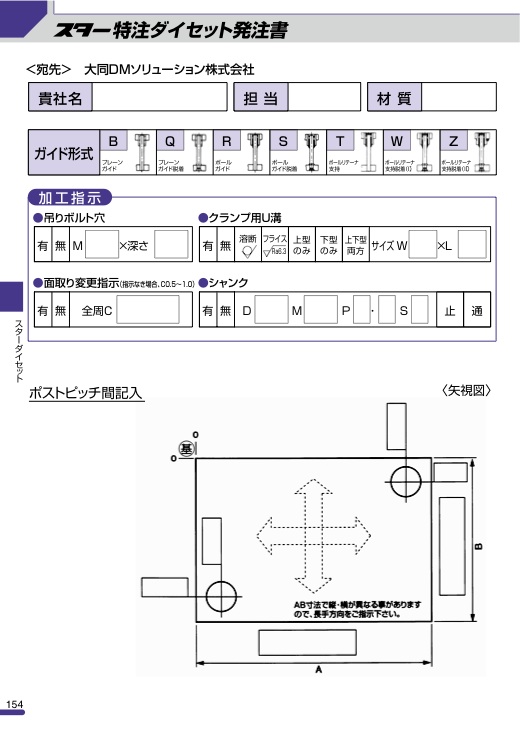 スター特注ダイセット発注書
＜宛先＞　大同DMソリューション株式会社
貴社名　担当　材質
ガイド形式
B プレーン ガイド
Q プレーン ガイド脱着
R ボール ガイド
S ボール ガイド脱着
T ボールリテーナ 支持
W ボールリテーナ 支持脱着(I)
Z ボールリテーナ 支持脱着(II)
加工指示
●吊りボルト穴
有 無 M ×深さ
●クランプ用U溝
有 無 溶断 フライス Ra6.3 上型のみ 下型のみ 上下型両方 サイズ W ×L
●面取り変更指示(指示なき場合、C0.5～1.0)
有 無 全周C
●シャンク
有 無 D M P ・ S 止 通
スターダイセット
ポストピッチ間記入
〈矢視図〉
0
0
基
B
AB寸法で縦・横が異なる事があります
ので、長手方向をご指示下さい。
A
154